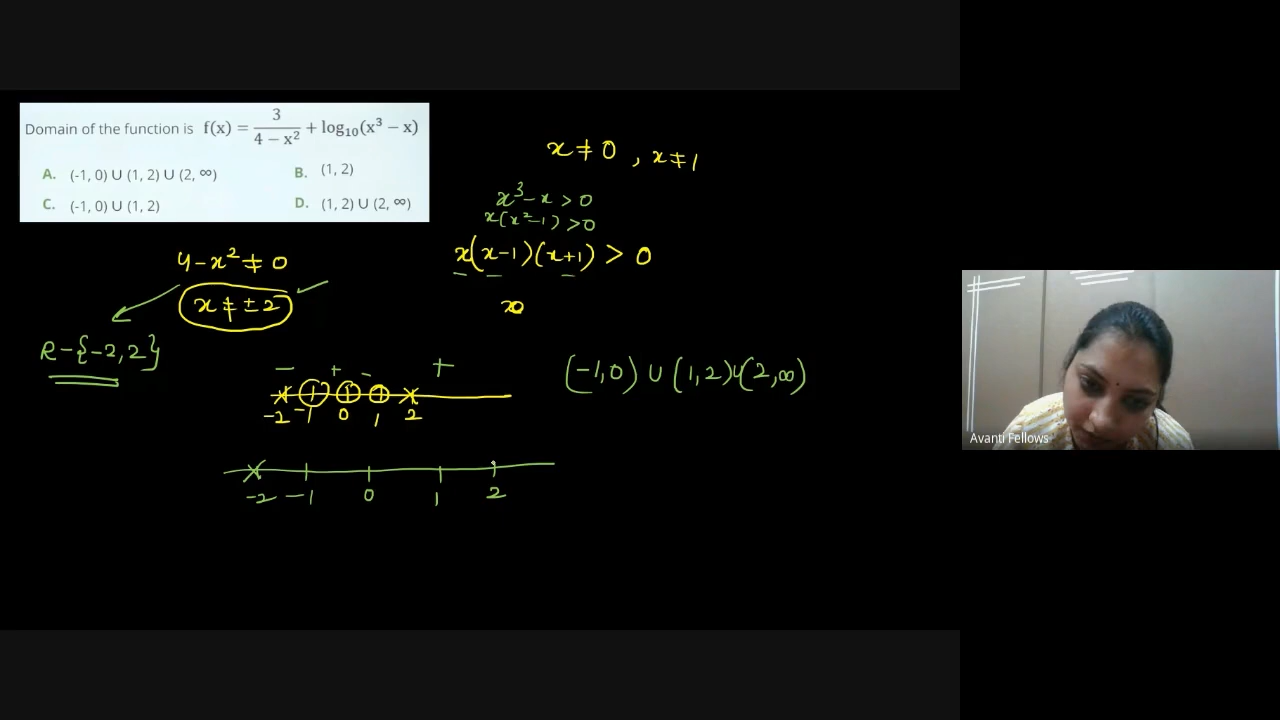 Domain of the function is f(x) = 3/(4 − x²) + log₁₀(x³ − x)
A. (-1, 0) ∪ (1, 2) ∪ (2, ∞)
B. (1, 2)
C. (-1, 0) ∪ (1, 2)
D. (1, 2) ∪ (2, ∞)
x ≠ 0 , x ≠ 1
x³ - x > 0
x(x²-1) > 0
x(x-1)(x+1) > 0
4 - x² ≠ 0
x ≠ ± 2
R - {-2, 2}
− + − +
-2 -1 0 1 2
(-1, 0) ∪ (1, 2) ∪ (2, ∞)
-2 -1 0 1 2
Avanti Fellows